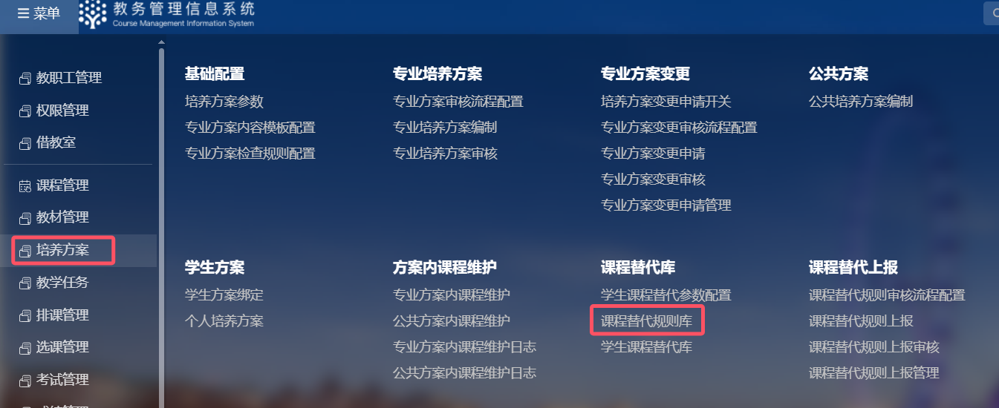 菜单
教务管理信息系统
Course Management Information System
教职工管理
权限管理
借教室
课程管理
教材管理
培养方案
教学任务
排课管理
选课管理
考试管理
基础配置
培养方案参数
专业方案内容模板配置
专业方案检查规则配置
专业培养方案
专业方案审核流程配置
专业培养方案编制
专业培养方案审核
专业方案变更
培养方案变更申请开关
专业方案变更审核流程配置
专业方案变更申请
专业方案变更审核
专业方案变更申请管理
公共方案
公共培养方案编制
学生方案
学生方案绑定
个人培养方案
方案内课程维护
专业方案内课程维护
公共方案内课程维护
专业方案内课程维护日志
公共方案内课程维护日志
课程替代库
学生课程替代参数配置
课程替代规则库
学生课程替代库
课程替代上报
课程替代规则审核流程配置
课程替代规则上报
课程替代规则上报审核
课程替代规则上报管理